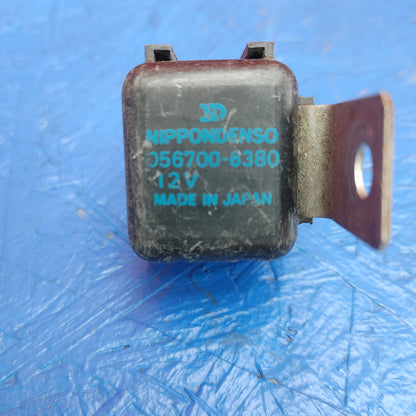 ND
NIPPONDENSO
056700-6380
12V
MADE IN JAPAN